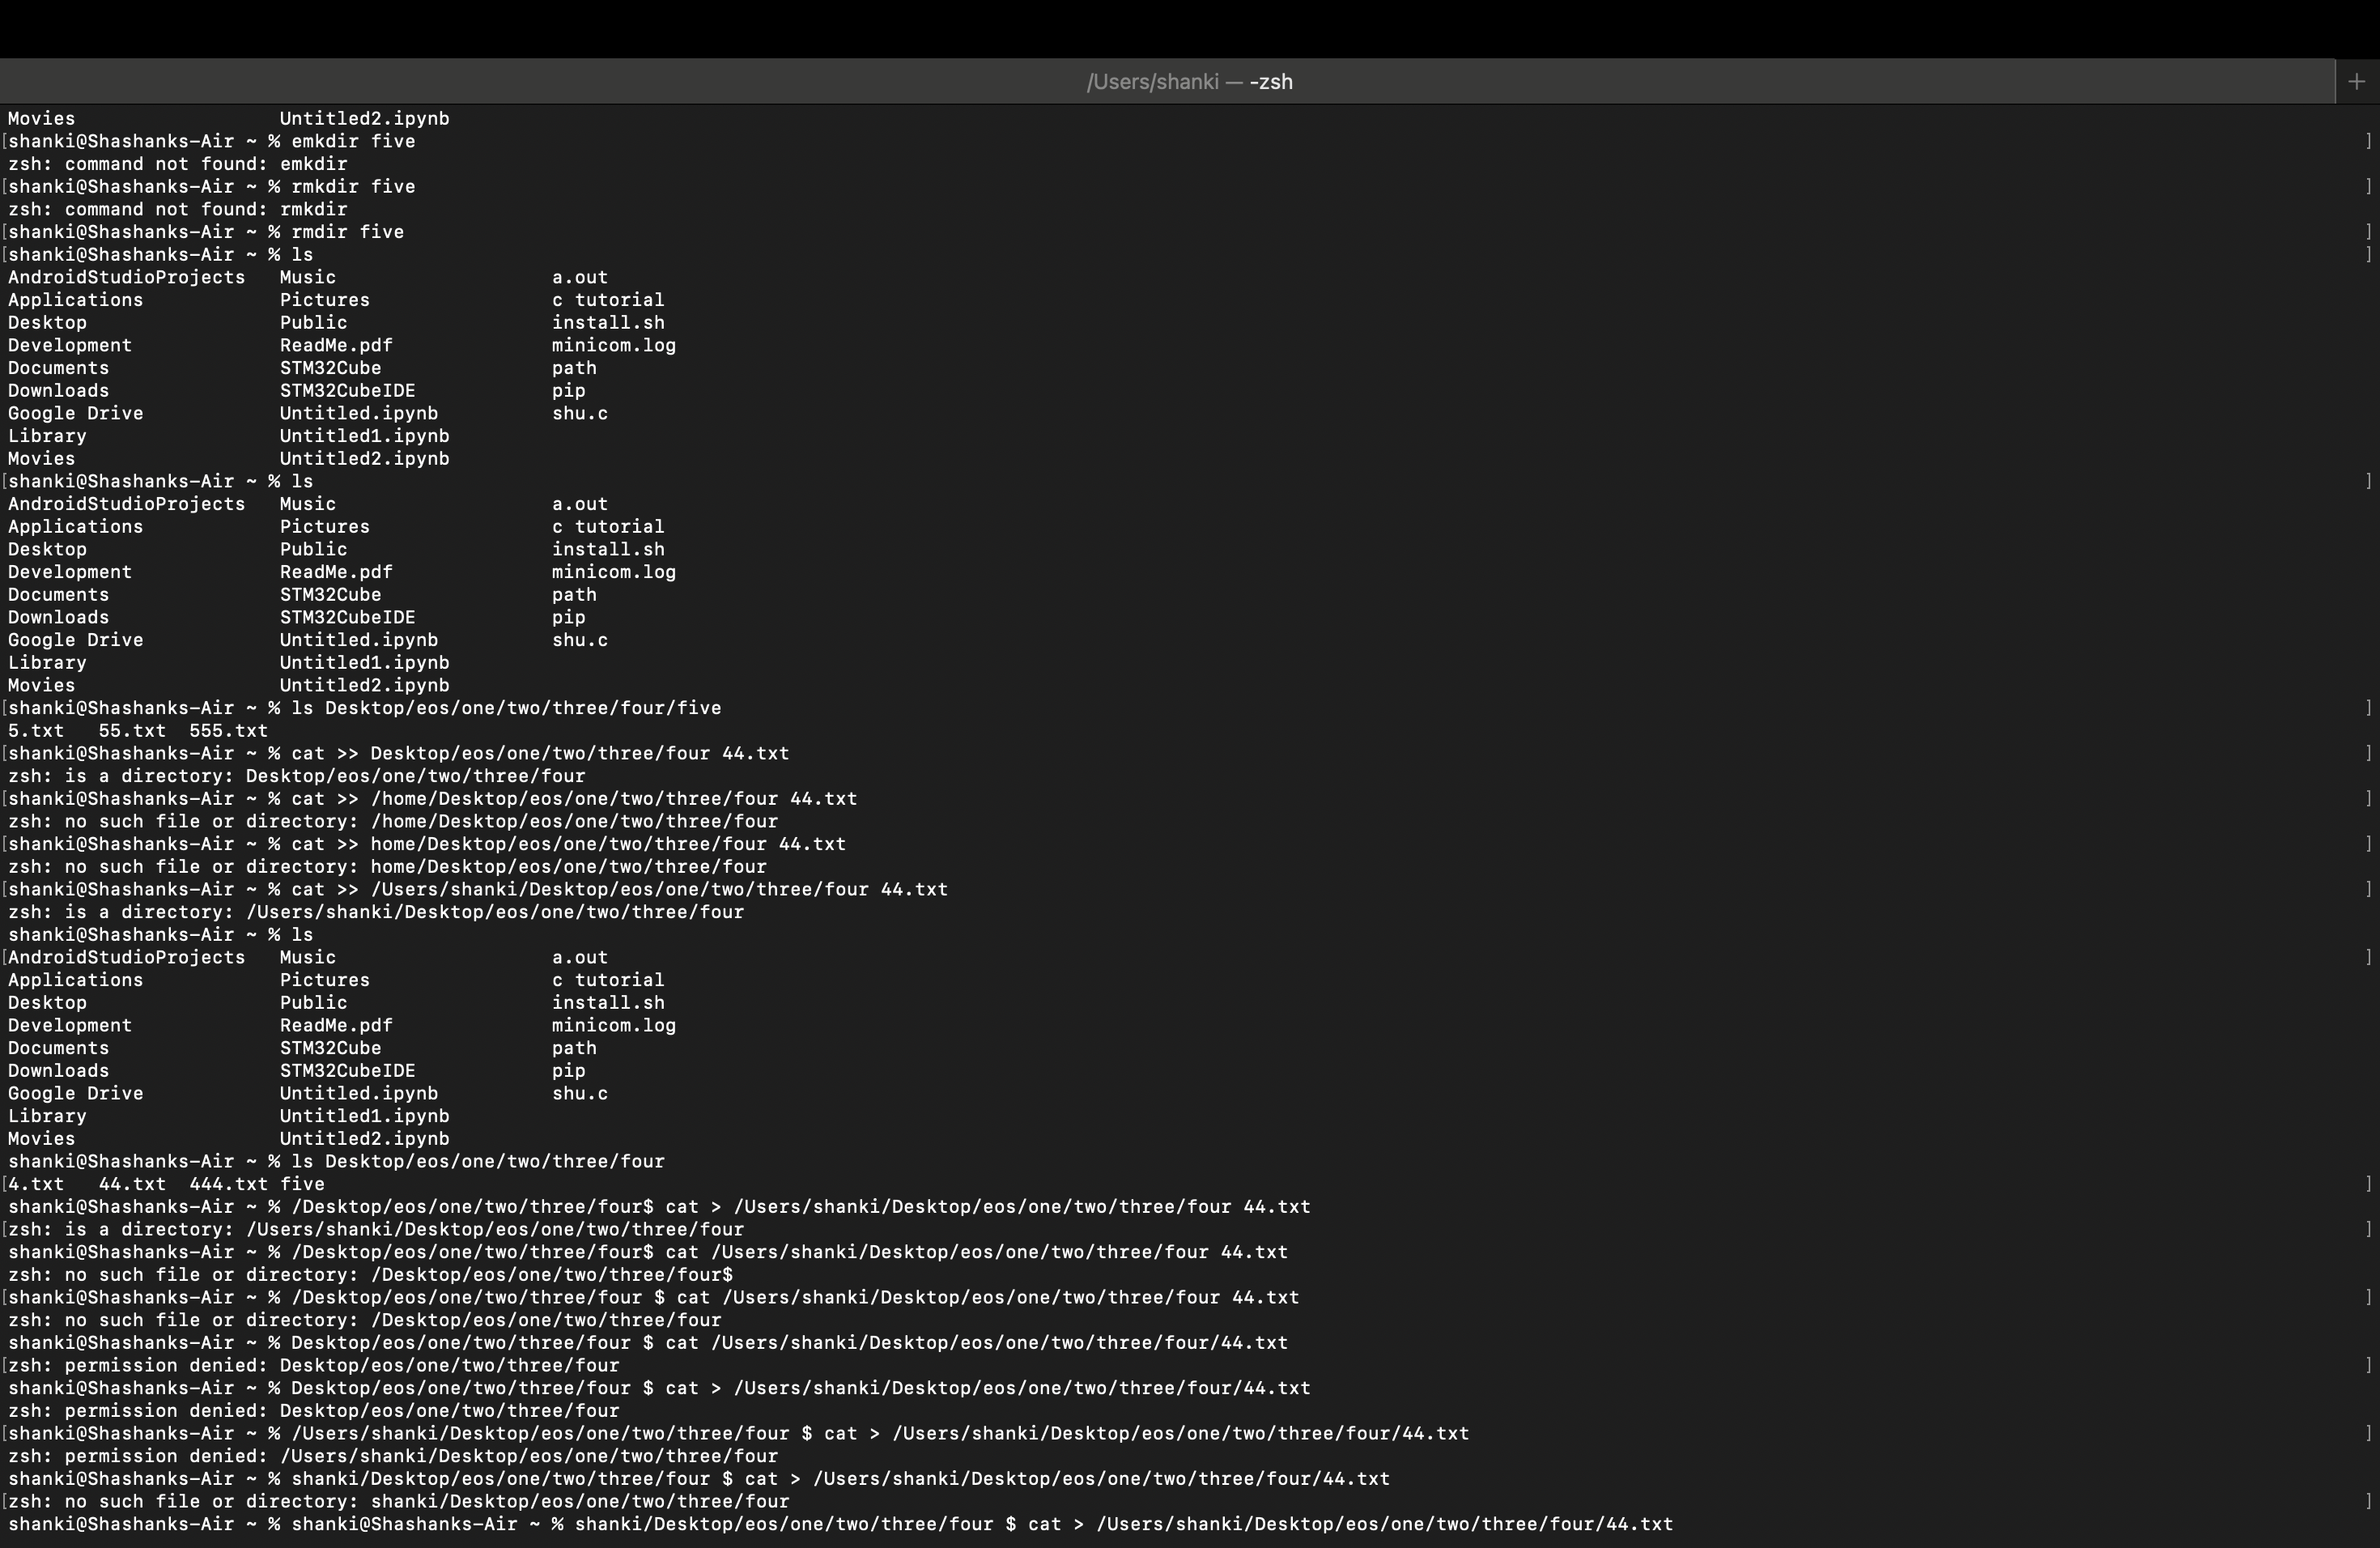 /Users/shanki — -zsh +
Movies Untitled2.ipynb
[shanki@Shashanks-Air ~ % emkdir five ]
zsh: command not found: emkdir
[shanki@Shashanks-Air ~ % rmkdir five ]
zsh: command not found: rmkdir
[shanki@Shashanks-Air ~ % rmdir five ]
[shanki@Shashanks-Air ~ % ls ]
AndroidStudioProjects Music a.out
Applications Pictures c tutorial
Desktop Public install.sh
Development ReadMe.pdf minicom.log
Documents STM32Cube path
Downloads STM32CubeIDE pip
Google Drive Untitled.ipynb shu.c
Library Untitled1.ipynb
Movies Untitled2.ipynb
[shanki@Shashanks-Air ~ % ls ]
AndroidStudioProjects Music a.out
Applications Pictures c tutorial
Desktop Public install.sh
Development ReadMe.pdf minicom.log
Documents STM32Cube path
Downloads STM32CubeIDE pip
Google Drive Untitled.ipynb shu.c
Library Untitled1.ipynb
Movies Untitled2.ipynb
[shanki@Shashanks-Air ~ % ls Desktop/eos/one/two/three/four/five ]
5.txt 55.txt 555.txt
[shanki@Shashanks-Air ~ % cat >> Desktop/eos/one/two/three/four 44.txt ]
zsh: is a directory: Desktop/eos/one/two/three/four
[shanki@Shashanks-Air ~ % cat >> /home/Desktop/eos/one/two/three/four 44.txt ]
zsh: no such file or directory: /home/Desktop/eos/one/two/three/four
[shanki@Shashanks-Air ~ % cat >> home/Desktop/eos/one/two/three/four 44.txt ]
zsh: no such file or directory: home/Desktop/eos/one/two/three/four
[shanki@Shashanks-Air ~ % cat >> /Users/shanki/Desktop/eos/one/two/three/four 44.txt ]
zsh: is a directory: /Users/shanki/Desktop/eos/one/two/three/four
shanki@Shashanks-Air ~ % ls
[AndroidStudioProjects Music a.out ]
Applications Pictures c tutorial
Desktop Public install.sh
Development ReadMe.pdf minicom.log
Documents STM32Cube path
Downloads STM32CubeIDE pip
Google Drive Untitled.ipynb shu.c
Library Untitled1.ipynb
Movies Untitled2.ipynb
shanki@Shashanks-Air ~ % ls Desktop/eos/one/two/three/four
[4.txt 44.txt 444.txt five ]
shanki@Shashanks-Air ~ % /Desktop/eos/one/two/three/four$ cat > /Users/shanki/Desktop/eos/one/two/three/four 44.txt
[zsh: is a directory: /Users/shanki/Desktop/eos/one/two/three/four ]
shanki@Shashanks-Air ~ % /Desktop/eos/one/two/three/four$ cat /Users/shanki/Desktop/eos/one/two/three/four 44.txt
zsh: no such file or directory: /Desktop/eos/one/two/three/four$
[shanki@Shashanks-Air ~ % /Desktop/eos/one/two/three/four $ cat /Users/shanki/Desktop/eos/one/two/three/four 44.txt ]
zsh: no such file or directory: /Desktop/eos/one/two/three/four
shanki@Shashanks-Air ~ % Desktop/eos/one/two/three/four $ cat /Users/shanki/Desktop/eos/one/two/three/four/44.txt
[zsh: permission denied: Desktop/eos/one/two/three/four ]
shanki@Shashanks-Air ~ % Desktop/eos/one/two/three/four $ cat > /Users/shanki/Desktop/eos/one/two/three/four/44.txt
zsh: permission denied: Desktop/eos/one/two/three/four
[shanki@Shashanks-Air ~ % /Users/shanki/Desktop/eos/one/two/three/four $ cat > /Users/shanki/Desktop/eos/one/two/three/four/44.txt ]
zsh: permission denied: /Users/shanki/Desktop/eos/one/two/three/four
shanki@Shashanks-Air ~ % shanki/Desktop/eos/one/two/three/four $ cat > /Users/shanki/Desktop/eos/one/two/three/four/44.txt
[zsh: no such file or directory: shanki/Desktop/eos/one/two/three/four ]
shanki@Shashanks-Air ~ % shanki@Shashanks-Air ~ % shanki/Desktop/eos/one/two/three/four $ cat > /Users/shanki/Desktop/eos/one/two/three/four/44.txt